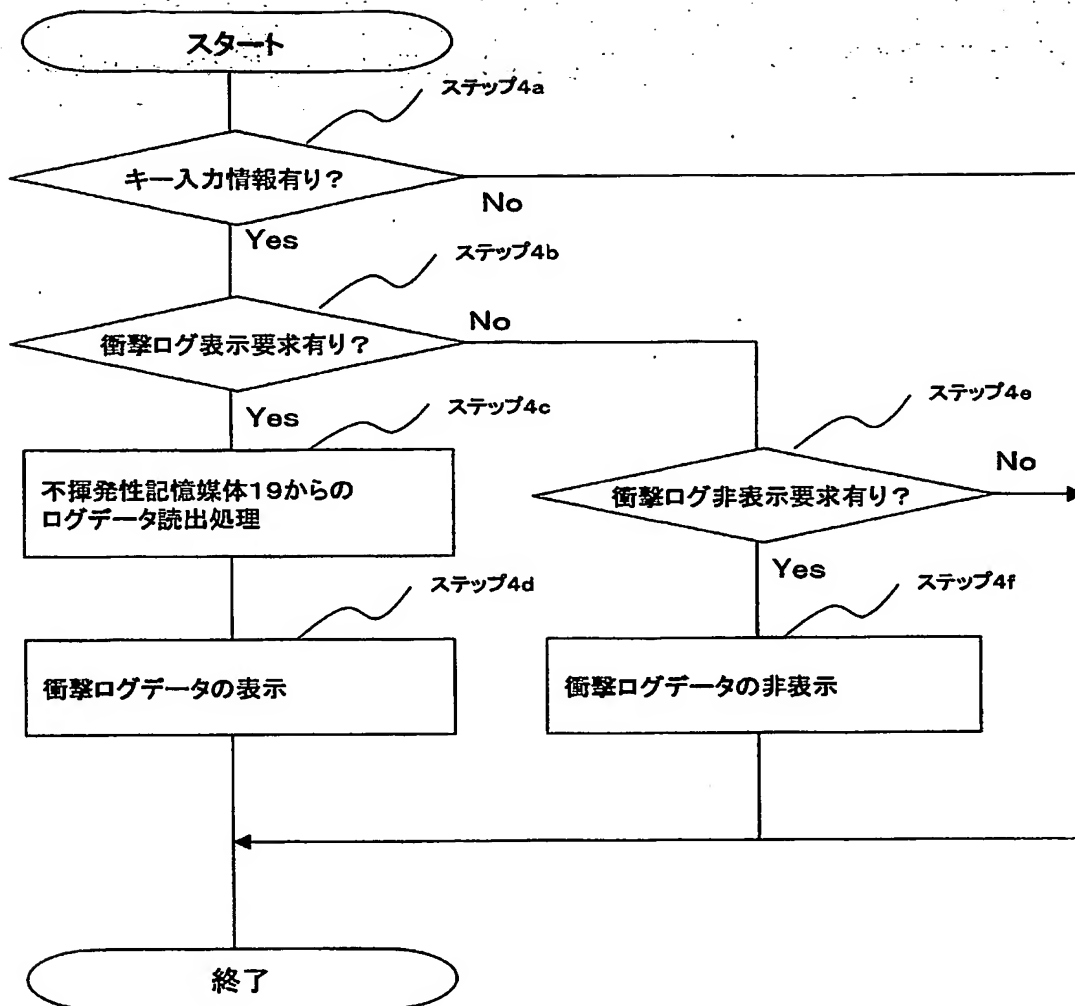 スタート
ステップ4a
キー入力情報有り?
No
Yes
ステップ4b
衝撃ログ表示要求有り?
No
Yes
ステップ4c
ステップ4e
不揮発性記憶媒体19からの
ログデータ読出処理
衝撃ログ非表示要求有り?
No
Yes
ステップ4d
ステップ4f
衝撃ログデータの表示
衝撃ログデータの非表示
終了